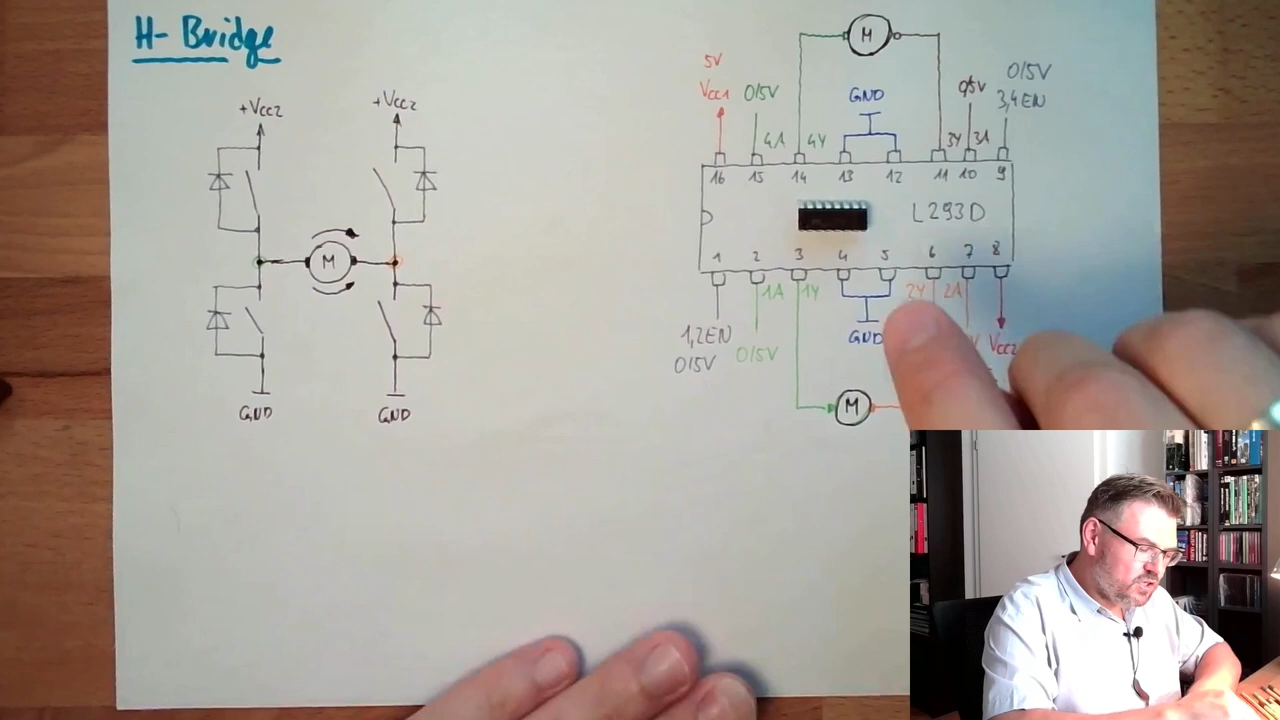 H- Bridge
+Vcc2
+Vcc2
M
GND
GND
M
5V
Vcc1
0/5V
GND
0/5V
0/5V
3,4EN
4A
4Y
3Y
3A
16
15
14
13
12
11
10
9
L293D
1
2
3
4
5
6
7
8
1A
1Y
2Y
2A
1,2EN
0/5V
0/5V
GND
V
Vcc2
M